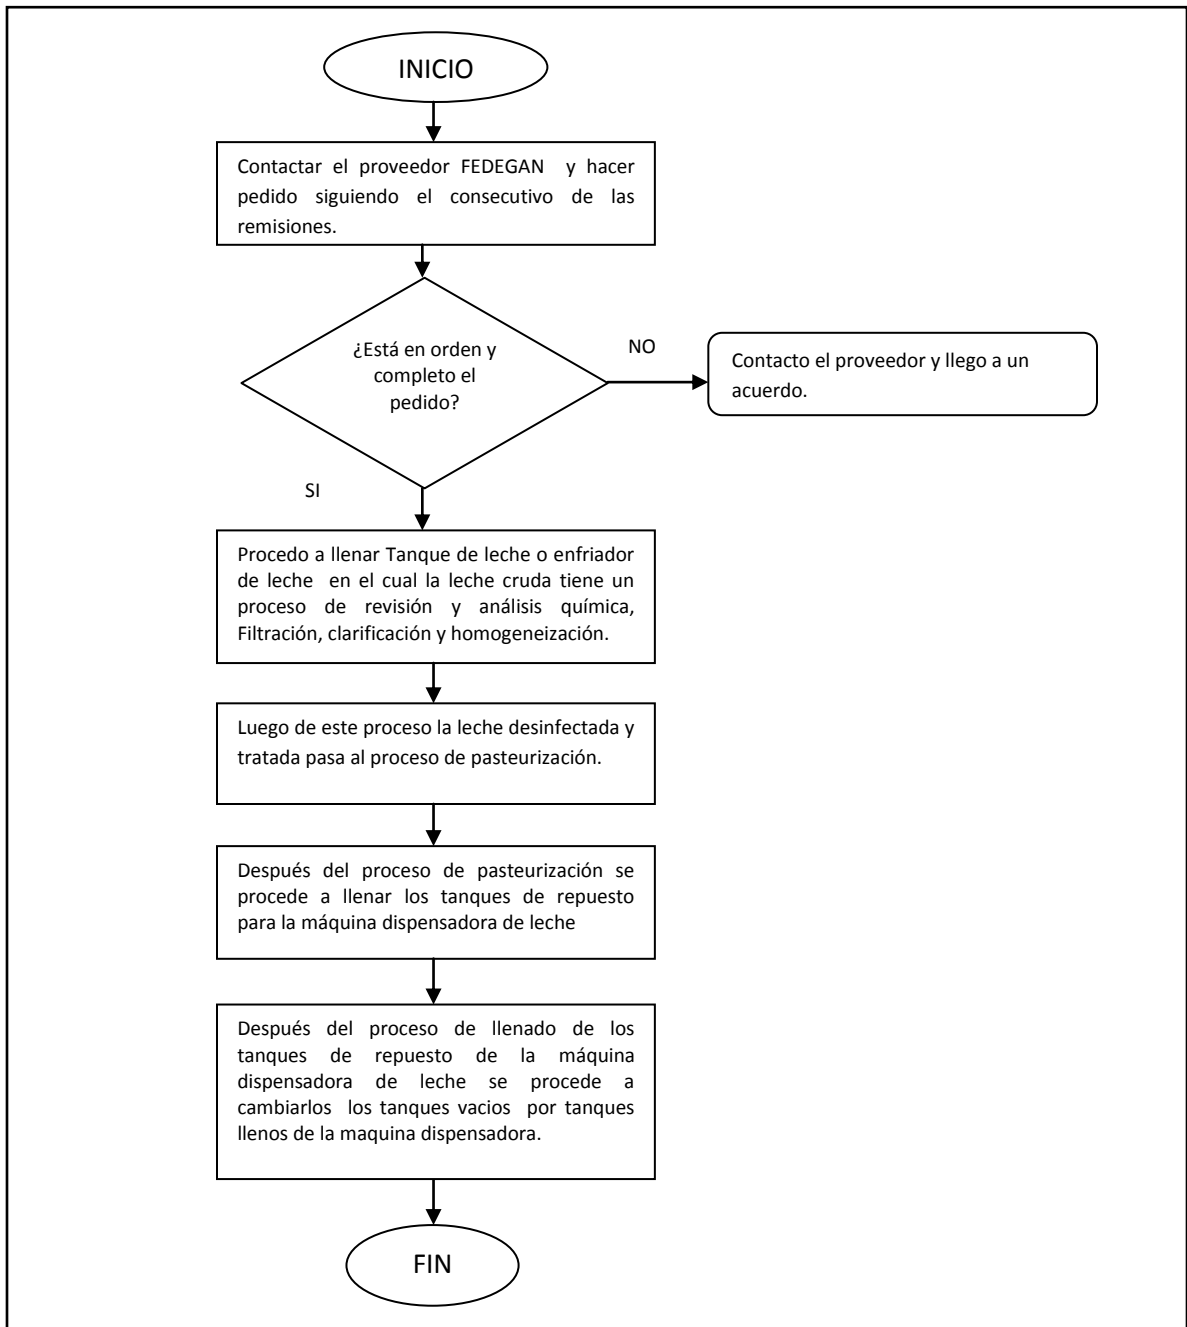 INICIO
Contactar el proveedor FEDEGAN y hacer
pedido siguiendo el consecutivo de las
remisiones.
¿Está en orden y
completo el
pedido?
NO
Contacto el proveedor y llego a un
acuerdo.
SI
Procedo a llenar Tanque de leche o enfriador
de leche en el cual la leche cruda tiene un
proceso de revisión y análisis química,
Filtración, clarificación y homogeneización.
Luego de este proceso la leche desinfectada y
tratada pasa al proceso de pasteurización.
Después del proceso de pasteurización se
procede a llenar los tanques de repuesto
para la máquina dispensadora de leche
Después del proceso de llenado de los
tanques de repuesto de la máquina
dispensadora de leche se procede a
cambiarlos los tanques vacios por tanques
llenos de la maquina dispensadora.
FIN